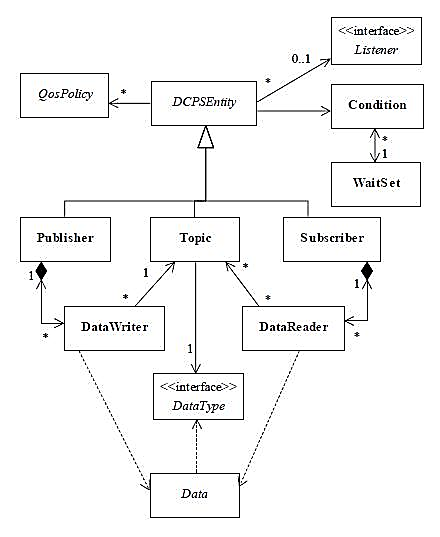 <<interface>>
Listener
0..1
*
QosPolicy
*
DCPSEntity
Condition
*
1
WaitSet
Publisher
Topic
Subscriber
1
1
*
1
*
*
*
*
DataWriter
DataReader
1
<<interface>>
DataType
Data